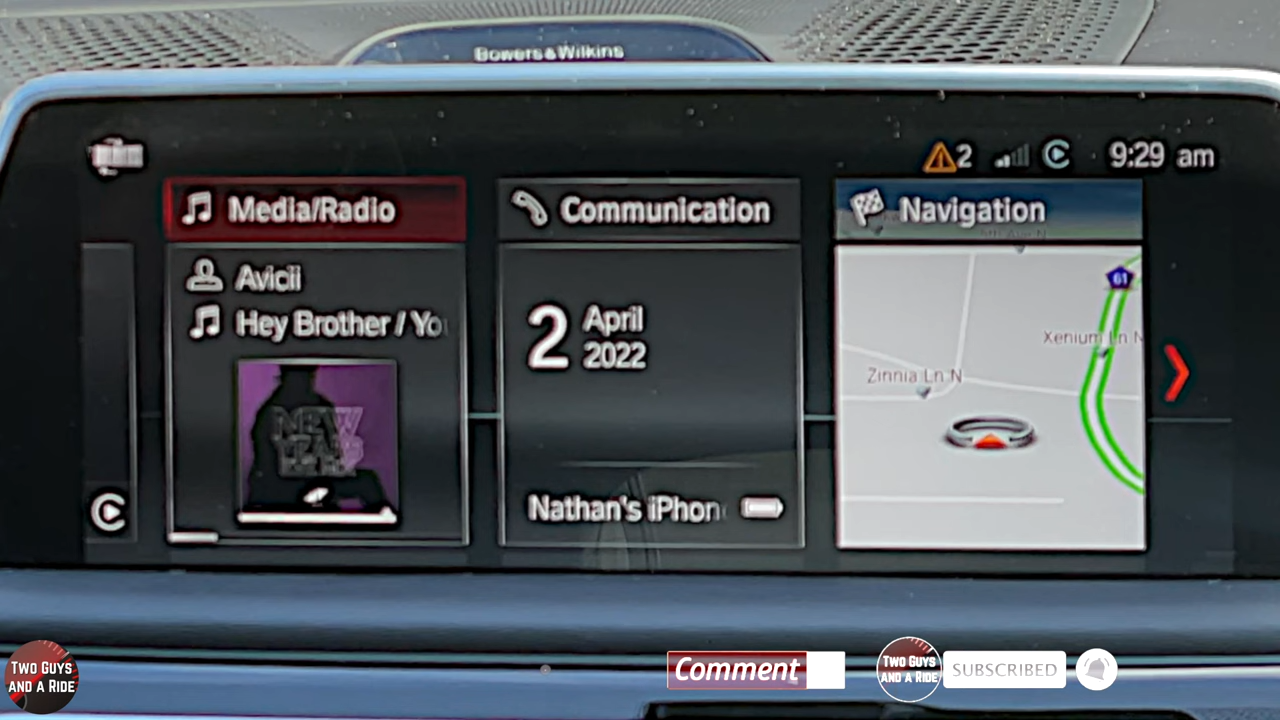 Bowers & Wilkins
2
9:29 am
Media/Radio
Communication
Navigation
Avicii
Hey Brother / Yo
NEW
2 April
2022
Nathan's iPhon
61
Xenium Ln N
Zinnia Ln N
TWO GUYS
AND A RIDE
Comment
TWO GUYS
AND A RIDE
SUBSCRIBED